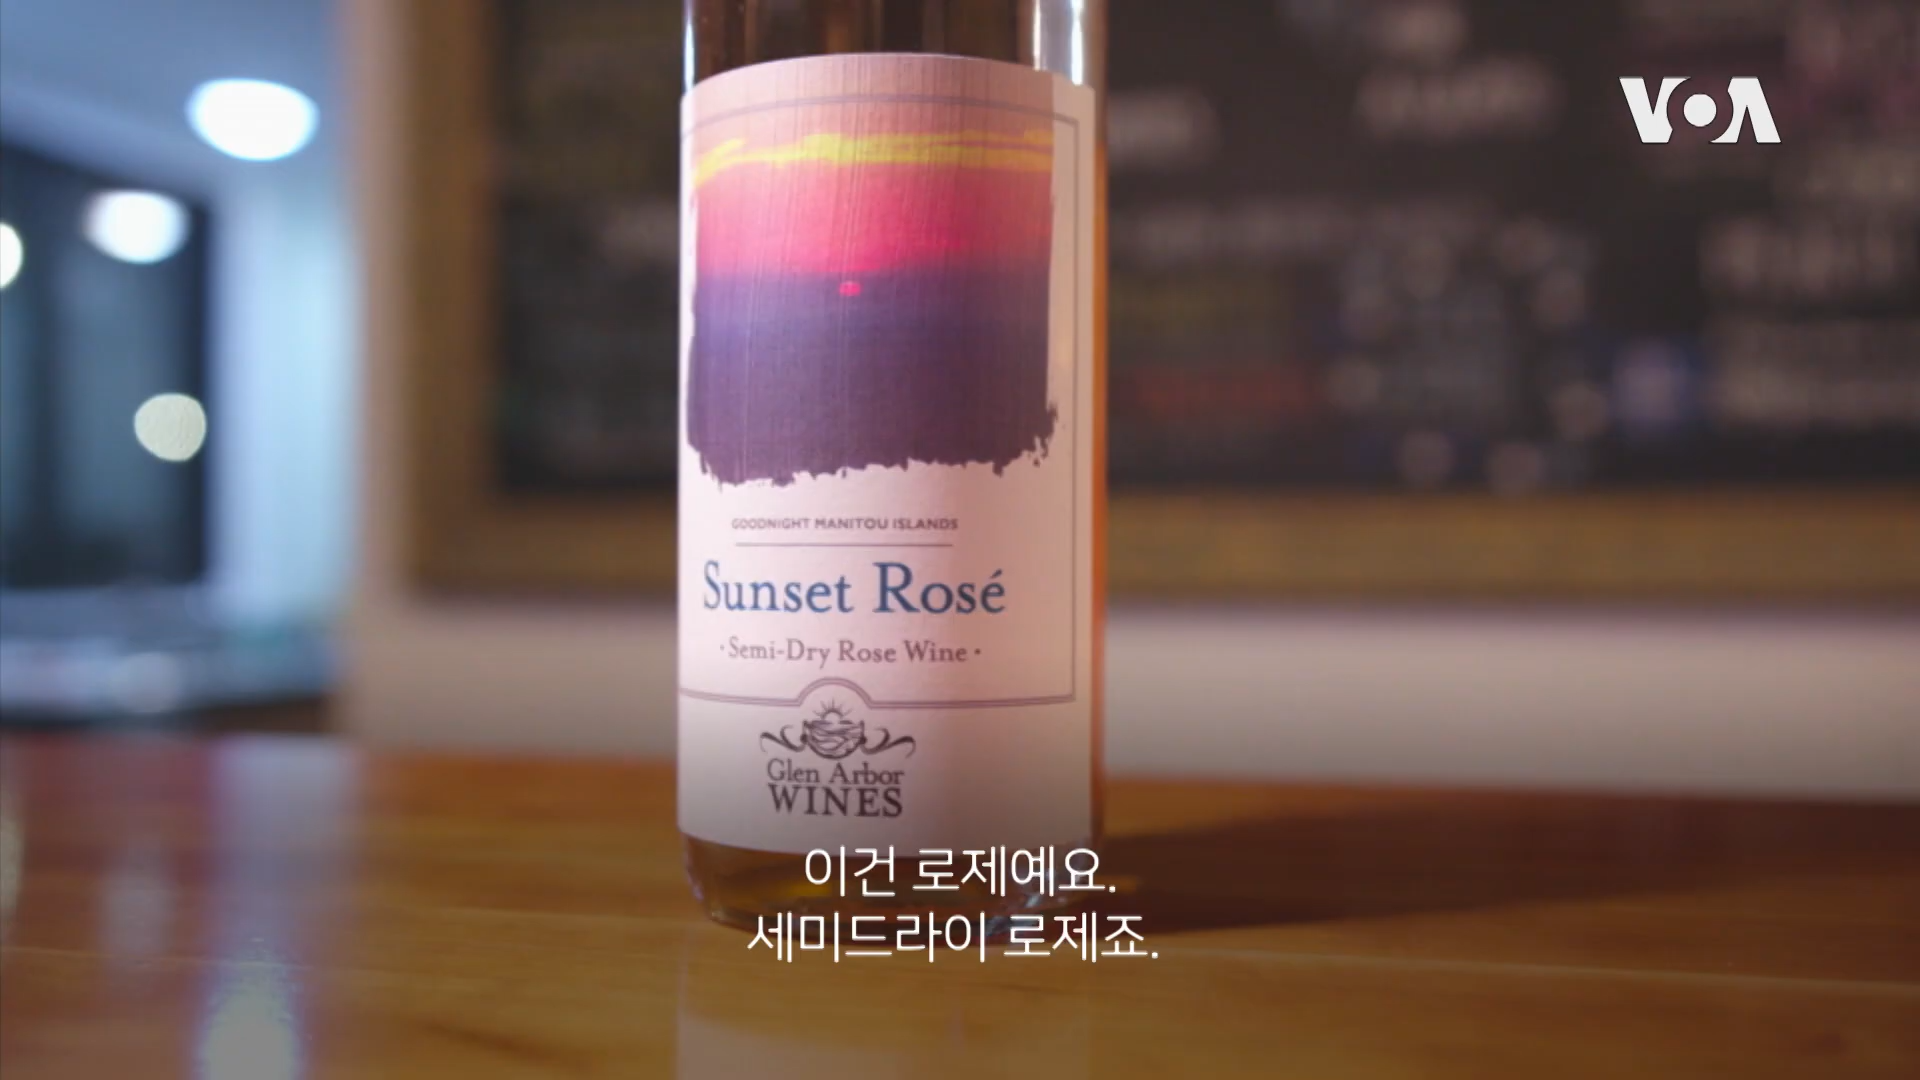 VOA
GOODNIGHT MANITOU ISLANDS
Sunset Rosé
·Semi-Dry Rose Wine·
Glen Arbor
WINES
이건 로제예요.
세미드라이 로제죠.